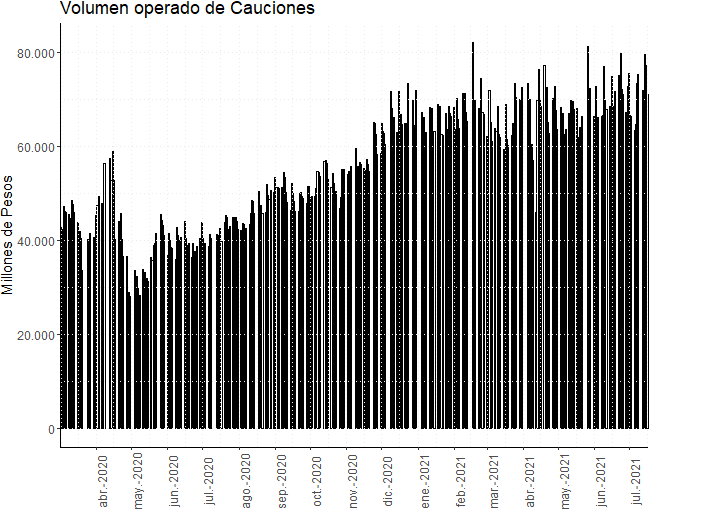 Volumen operado de Cauciones
Millones de Pesos
80.000
60.000
40.000
20.000
0
abr.-2020
may.-2020
jun.-2020
jul.-2020
ago.-2020
sep.-2020
oct.-2020
nov.-2020
dic.-2020
ene.-2021
feb.-2021
mar.-2021
abr.-2021
may.-2021
jun.-2021
jul.-2021